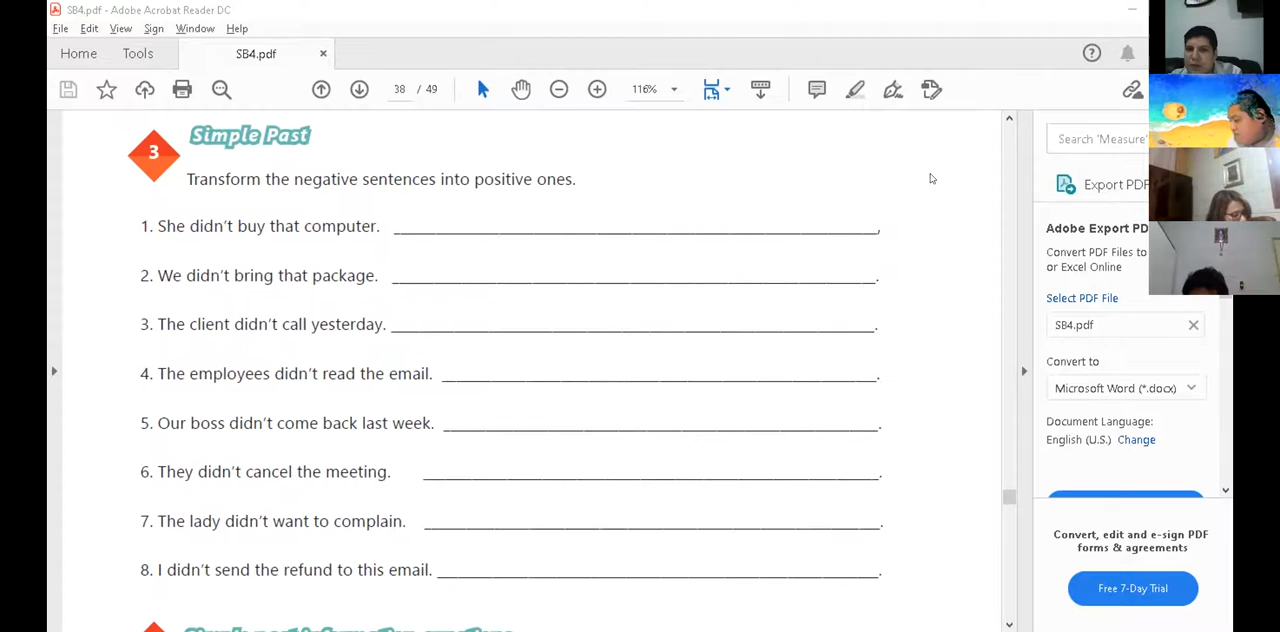 SB4.pdf - Adobe Acrobat Reader DC
File Edit View Sign Window Help
Home Tools SB4.pdf ×
38 / 49 116%
3 Simple Past
Transform the negative sentences into positive ones.
1. She didn't buy that computer. ,
2. We didn't bring that package. .
3. The client didn't call yesterday. .
4. The employees didn't read the email. .
5. Our boss didn't come back last week. .
6. They didn't cancel the meeting. .
7. The lady didn't want to complain. .
8. I didn't send the refund to this email. .
Simple past information questions
Search 'Measure'
Export PDF
Adobe Export PD
Convert PDF Files to
or Excel Online
Select PDF File
SB4.pdf
Convert to
Microsoft Word (*.docx)
Document Language:
English (U.S.) Change
Convert, edit and e-sign PDF
forms & agreements
Free 7-Day Trial